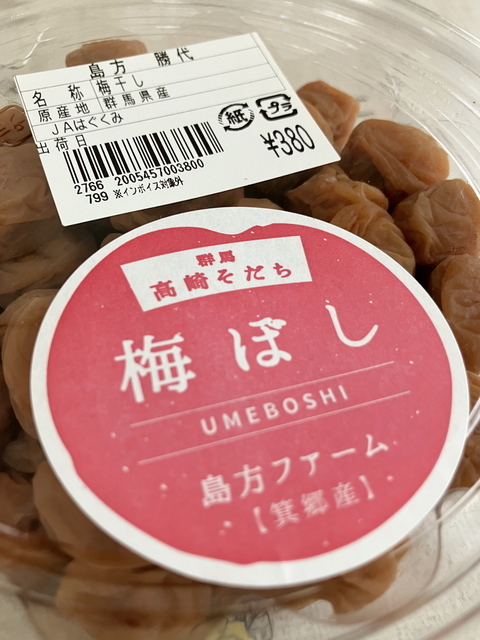 島方 勝代
名 称 梅干し
原産地 群馬県産
JAはぐくみ
出荷日
紙
プラ
¥380
2766 2005457003800
799 ※インボイス対象外
群馬
高崎そだち
梅ぼし
UMEBOSHI
島方ファーム
【箕郷産】